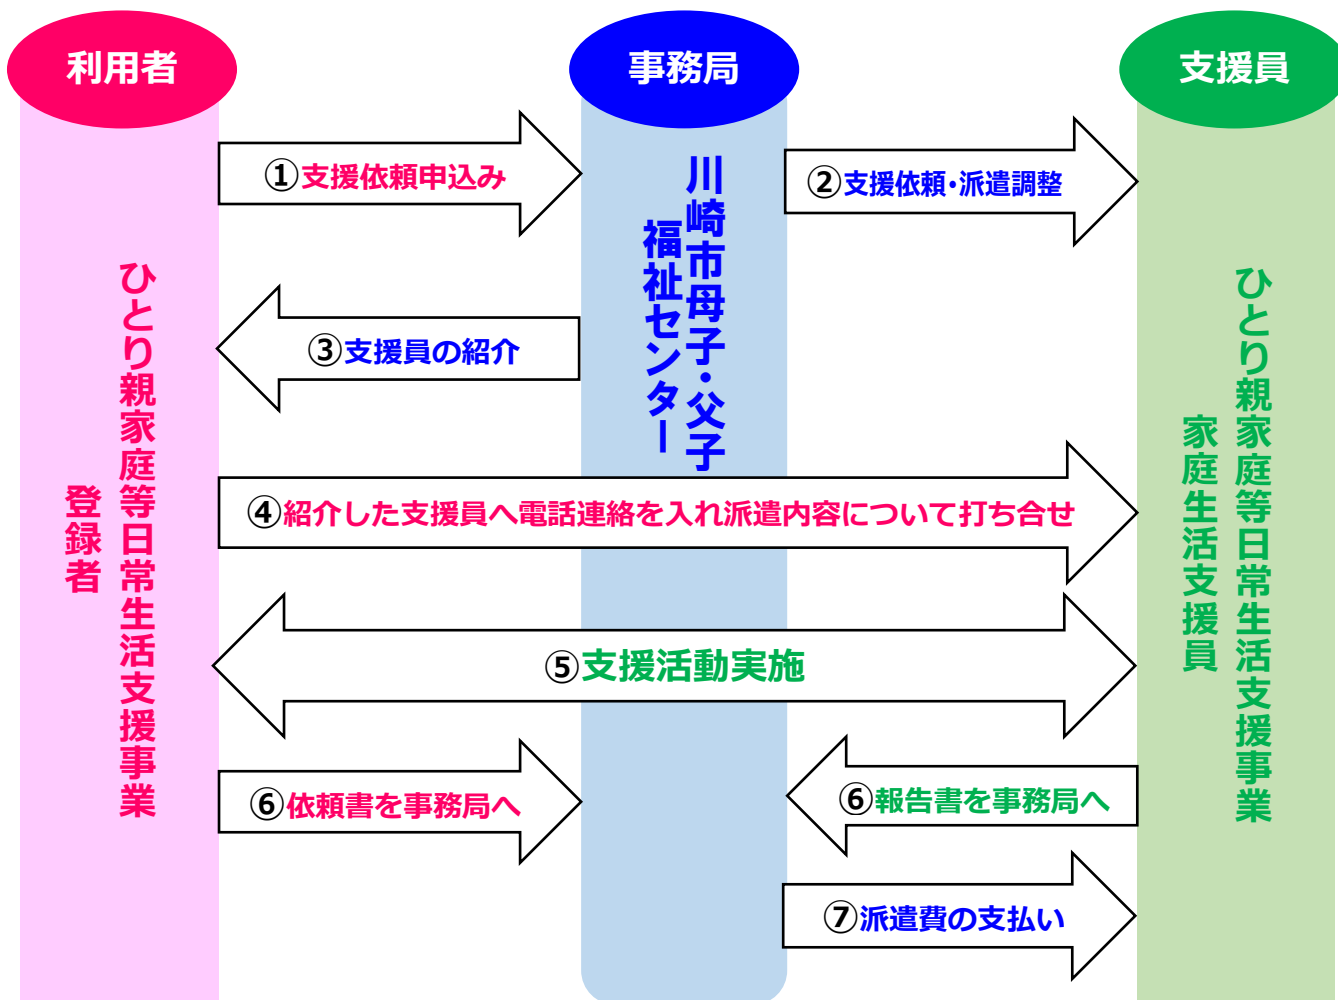 利用者
事務局
支援員
①支援依頼申込み
②支援依頼・派遣調整
③支援員の紹介
④紹介した支援員へ電話連絡を入れ派遣内容について打ち合せ
⑤支援活動実施
⑥依頼書を事務局へ
⑥報告書を事務局へ
⑦派遣費の支払い
ひとり親家庭等日常生活支援事業
登録者
川崎市母子・父子
福祉センター
ひとり親家庭等日常生活支援事業
家庭生活支援員